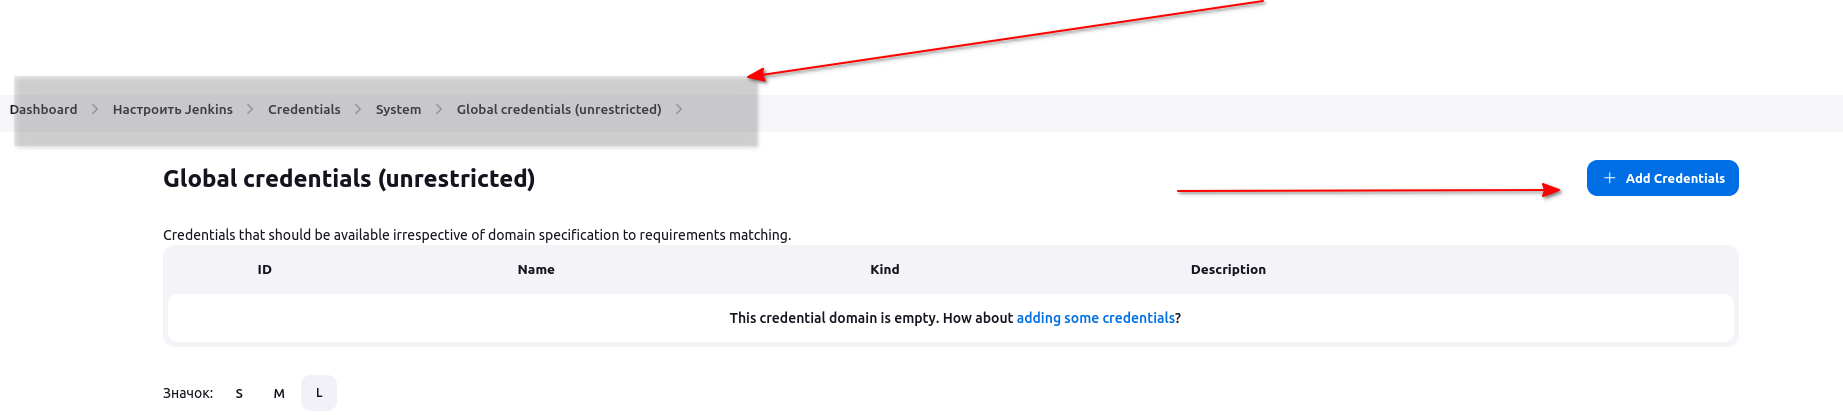 Dashboard > Настроить Jenkins > Credentials > System > Global credentials (unrestricted) >
Global credentials (unrestricted)
+ Add Credentials
Credentials that should be available irrespective of domain specification to requirements matching.
ID Name Kind Description
This credential domain is empty. How about adding some credentials?
Значок: S M L